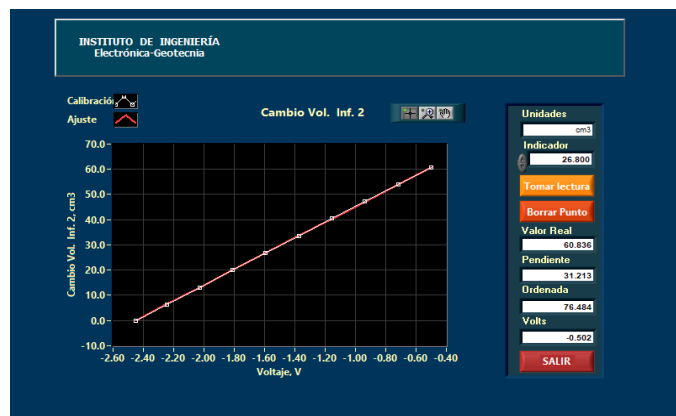 INSTITUTO DE INGENIERÍA
Electrónica-Geotecnia
Calibració
Ajuste
Cambio Vol. Inf. 2
Cambio Vol. Inf. 2, cm3
70.0
60.0
50.0
40.0
30.0
20.0
10.0
0.0
-10.0
-2.60 -2.40 -2.20 -2.00 -1.80 -1.60 -1.40 -1.20 -1.00 -0.80 -0.60 -0.40
Voltaje, V
Unidades
cm3
Indicador
26.800
Tomar lectura
Borrar Punto
Valor Real
60.836
Pendiente
31.213
Ordenada
76.484
Volts
-0.502
SALIR